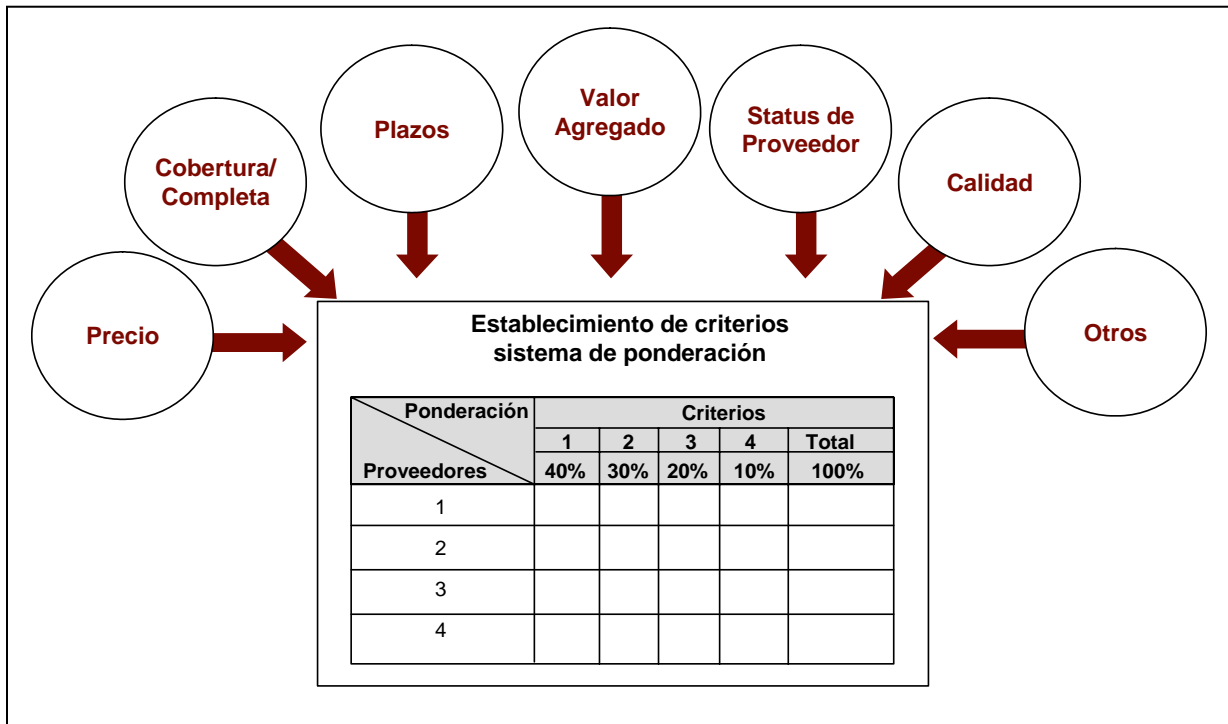 Precio
Cobertura/
Completa
Plazos
Valor
Agregado
Status de
Proveedor
Calidad
Otros
Establecimiento de criterios
sistema de ponderación
Ponderación
Proveedores
Criterios
1 2 3 4 Total
40% 30% 20% 10% 100%
1
2
3
4